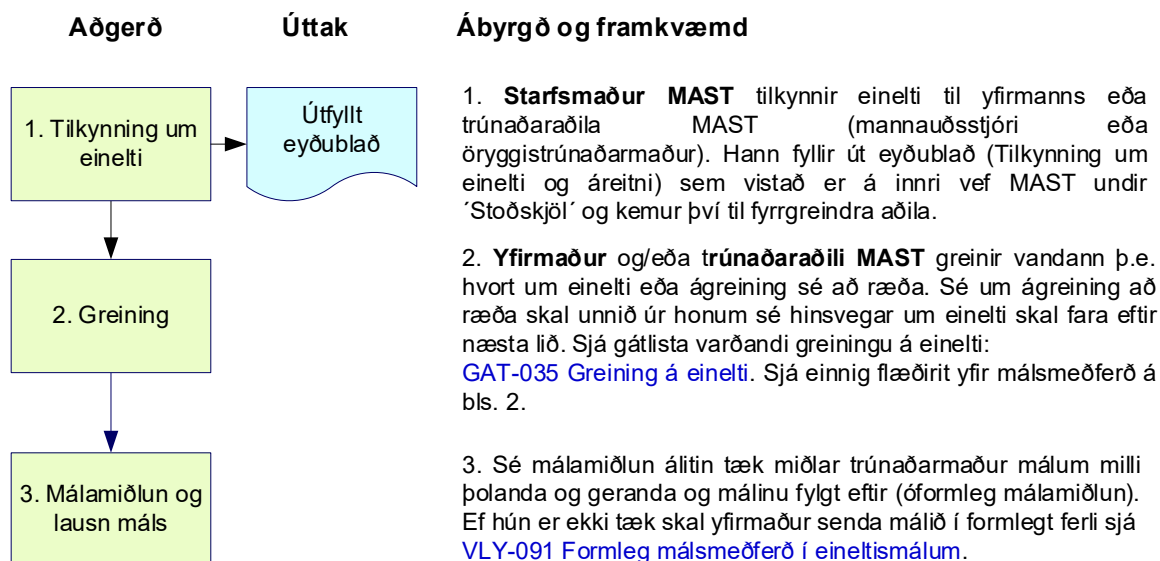 Aðgerð Úttak Ábyrgð og framkvæmd
1. Tilkynning um
einelti
Útfyllt
eyðublað
1. Starfsmaður MAST tilkynnir einelti til yfirmanns eða
trúnaðaraðila MAST (mannauðsstjóri eða
öryggistrúnaðarmaður). Hann fyllir út eyðublað (Tilkynning um
einelti og áreitni) sem vistað er á innri vef MAST undir
´Stoðskjöl´ og kemur því til fyrrgreindra aðila.
2. Greining
2. Yfirmaður og/eða trúnaðaraðili MAST greinir vandann þ.e.
hvort um einelti eða ágreining sé að ræða. Sé um ágreining að
ræða skal unnið úr honum sé hinsvegar um einelti skal fara eftir
næsta lið. Sjá gátlista varðandi greiningu á einelti:
GAT-035 Greining á einelti. Sjá einnig flæðirit yfir málsmeðferð á
bls. 2.
3. Málamiðlun og
lausn máls
3. Sé málamiðlun álitin tæk miðlar trúnaðarmaður málum milli
þolanda og geranda og málinu fylgt eftir (óformleg málamiðlun).
Ef hún er ekki tæk skal yfirmaður senda málið í formlegt ferli sjá
VLY-091 Formleg málsmeðferð í eineltismálum.